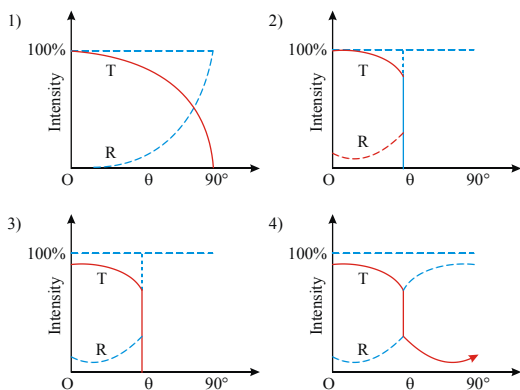 1)
100%
Intensity
T
R
O
θ
90°
2)
100%
Intensity
T
R
O
θ
90°
3)
100%
Intensity
T
R
O
θ
90°
4)
100%
Intensity
T
R
O
θ
90°